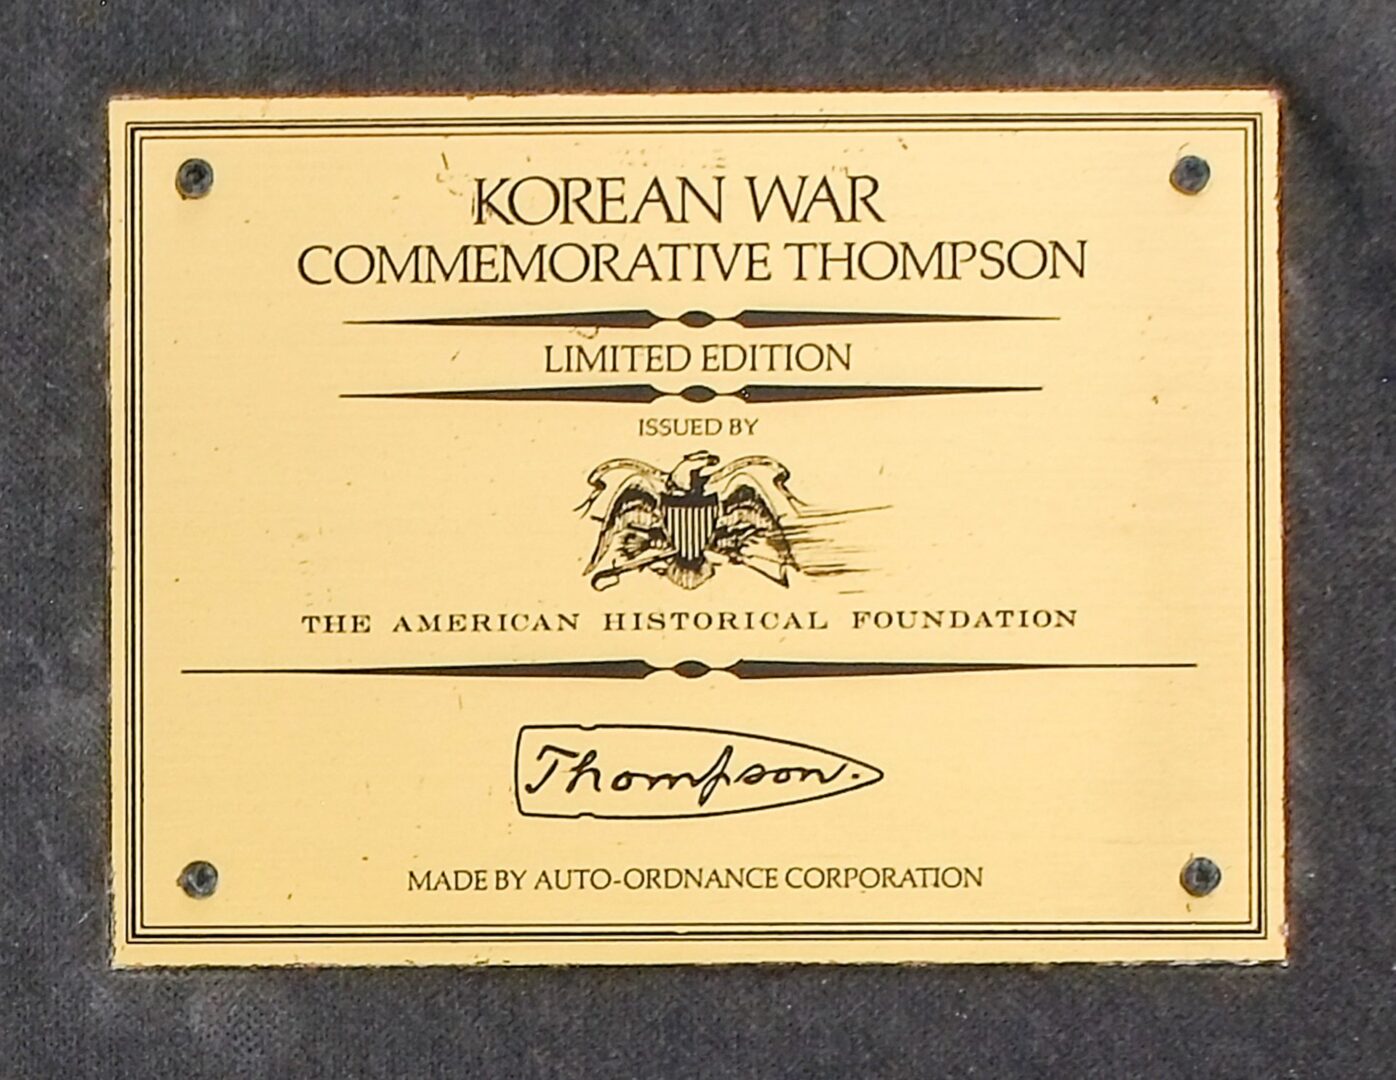 KOREAN WAR
COMMEMORATIVE THOMPSON
LIMITED EDITION
ISSUED BY
THE AMERICAN HISTORICAL FOUNDATION
Thompson.
MADE BY AUTO-ORDNANCE CORPORATION